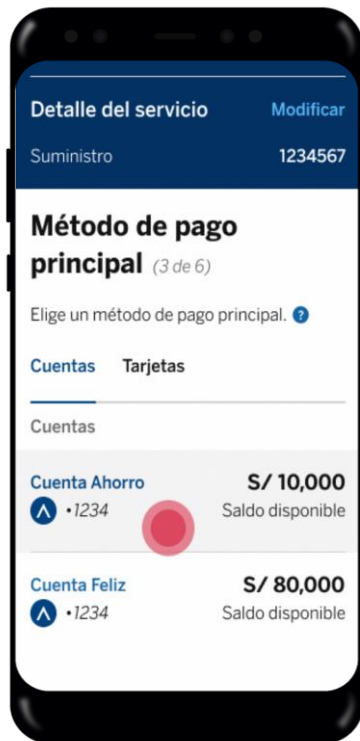 Detalle del servicio Modificar
Suministro 1234567
Método de pago
principal (3 de 6)
Elige un método de pago principal. ?
Cuentas Tarjetas
Cuentas
Cuenta Ahorro S/ 10,000
•1234 Saldo disponible
Cuenta Feliz S/ 80,000
•1234 Saldo disponible